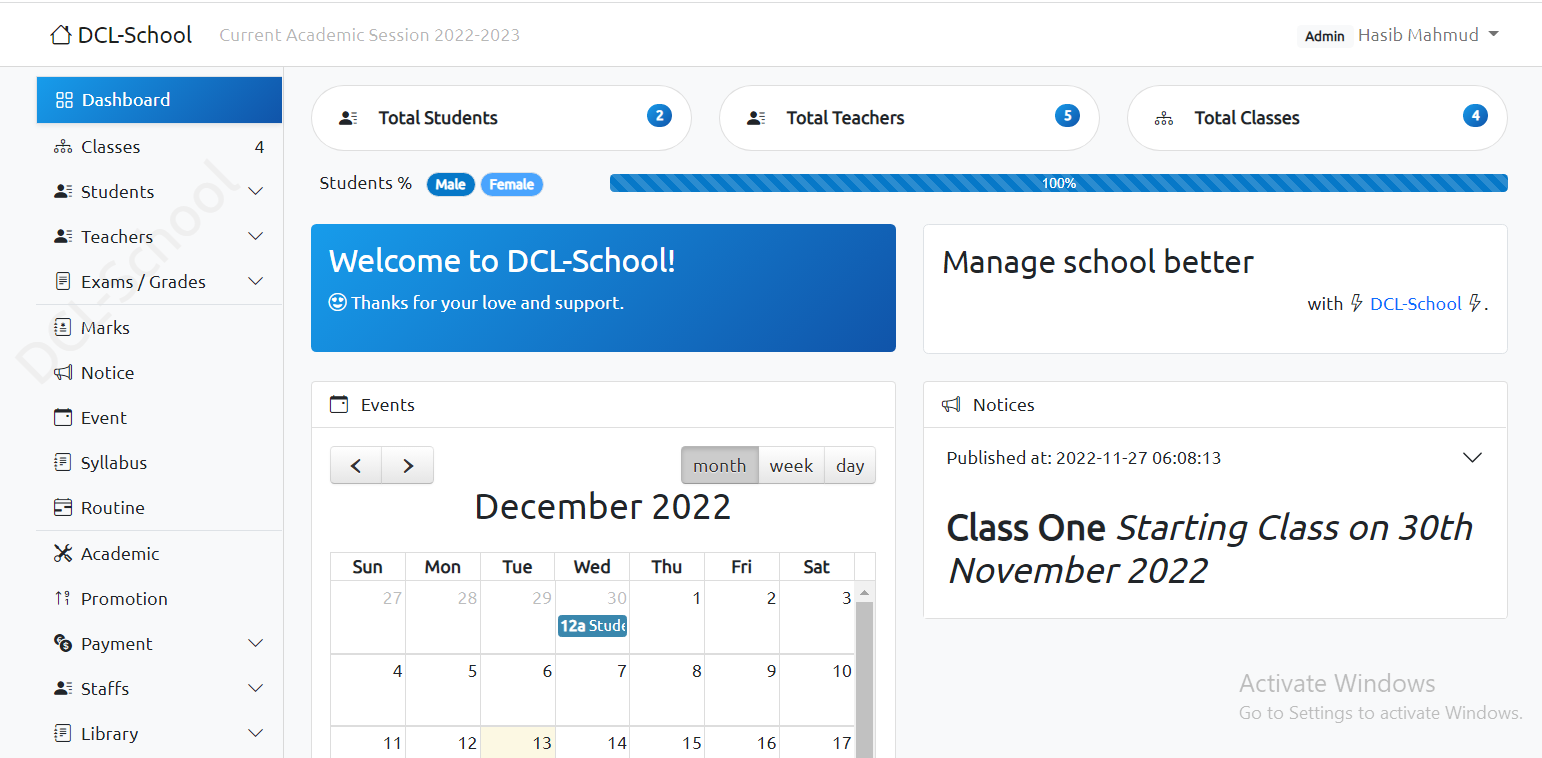 DCL-School Current Academic Session 2022-2023 Admin Hasib Mahmud
Dashboard
Classes 4
Students
Teachers
Exams / Grades
Marks
Notice
Event
Syllabus
Routine
Academic
Promotion
Payment
Staffs
Library
DCL-School
Total Students 2
Total Teachers 5
Total Classes 4
Students % Male Female 100%
Welcome to DCL-School!
Thanks for your love and support.
Manage school better
with DCL-School .
Events
month week day
December 2022
Sun Mon Tue Wed Thu Fri Sat
27 28 29 30 1 2 3
12a Stude
4 5 6 7 8 9 10
11 12 13 14 15 16 17
Notices
Published at: 2022-11-27 06:08:13
Class One Starting Class on 30th
November 2022
Activate Windows
Go to Settings to activate Windows.